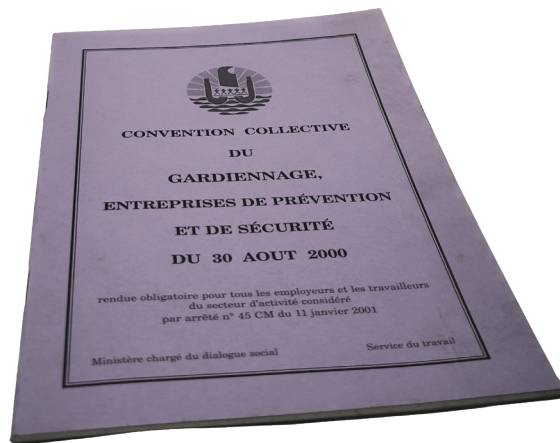 CONVENTION COLLECTIVE
DU
GARDIENNAGE,
ENTREPRISES DE PRÉVENTION
ET DE SÉCURITÉ
DU 30 AOUT 2000
rendue obligatoire pour tous les employeurs et les travailleurs
du secteur d'activité considéré
par arrêté n° 45 CM du 11 janvier 2001
Ministère chargé du dialogue social
Service du travail